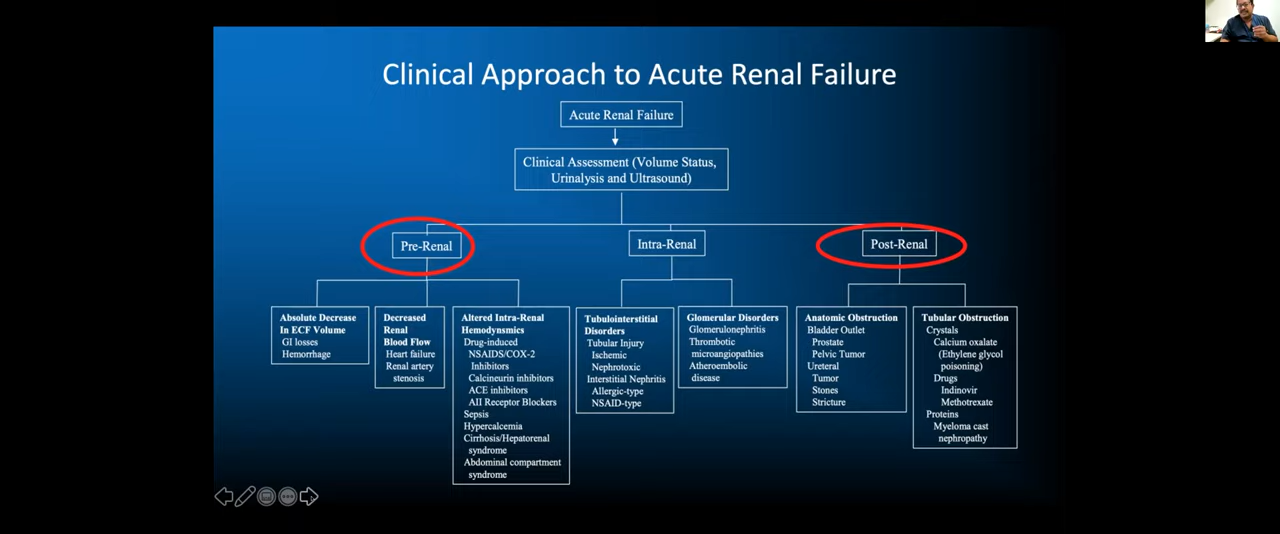 Clinical Approach to Acute Renal Failure
Acute Renal Failure
Clinical Assessment (Volume Status,
Urinalysis and Ultrasound)
Pre-Renal
Intra-Renal
Post-Renal
Absolute Decrease
In ECF Volume
GI losses
Hemorrhage
Decreased
Renal
Blood Flow
Heart failure
Renal artery
stenosis
Altered Intra-Renal
Hemodynsmics
Drug-induced
NSAIDS/COX-2
Inhibitors
Calcineurin inhibitors
ACE inhibitors
AII Receptor Blockers
Sepsis
Hypercalcemia
Cirrhosis/Hepatorenal
syndrome
Abdominal compartment
syndrome
Tubulointerstitial
Disorders
Tubular Injury
Ischemic
Nephrotoxic
Interstitial Nephritis
Allergic-type
NSAID-type
Glomerular Disorders
Glomerulonephritis
Thrombotic
microangiopathies
Atheroembolic
disease
Anatomic Obstruction
Bladder Outlet
Prostate
Pelvic Tumor
Ureteral
Tumor
Stones
Stricture
Tubular Obstruction
Crystals
Calcium oxalate
(Ethylene glycol
poisoning)
Drugs
Indinovir
Methotrexate
Proteins
Myeloma cast
nephropathy